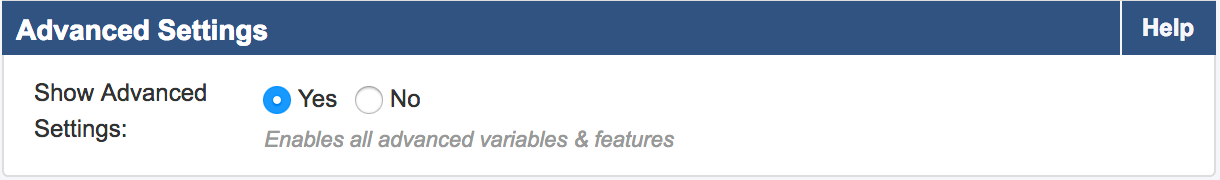 Advanced Settings
Help
Show Advanced
Settings:
Yes
No
Enables all advanced variables & features